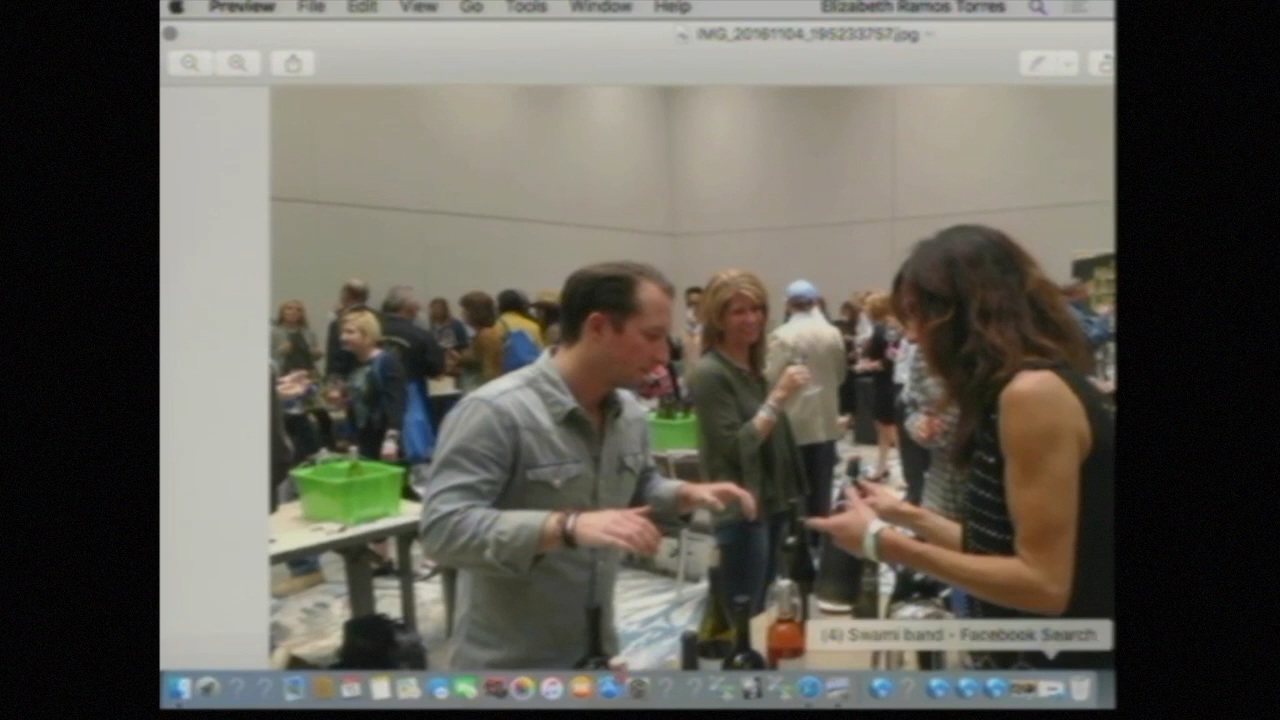 Preview File Edit View Go Tools Window Help Elizabeth Ramos Torres
IMG_20161104_195233757.jpg
(4) Swami band - Facebook Search